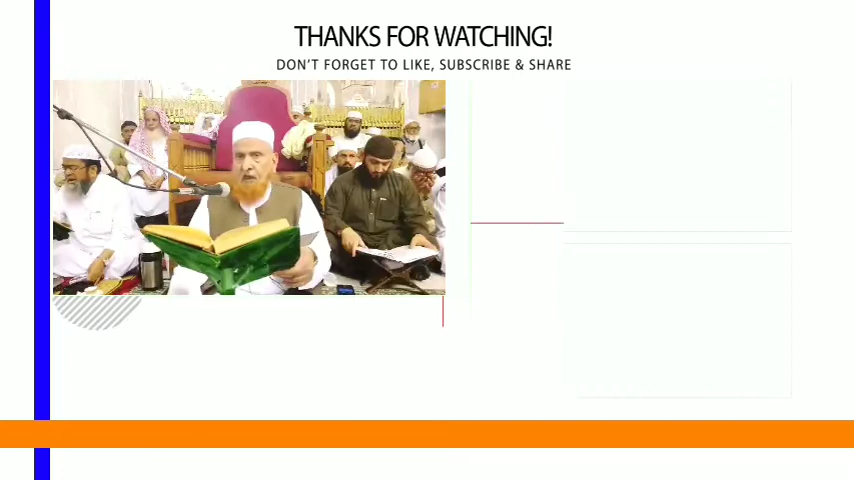 THANKS FOR WATCHING!
DON'T FORGET TO LIKE, SUBSCRIBE & SHARE